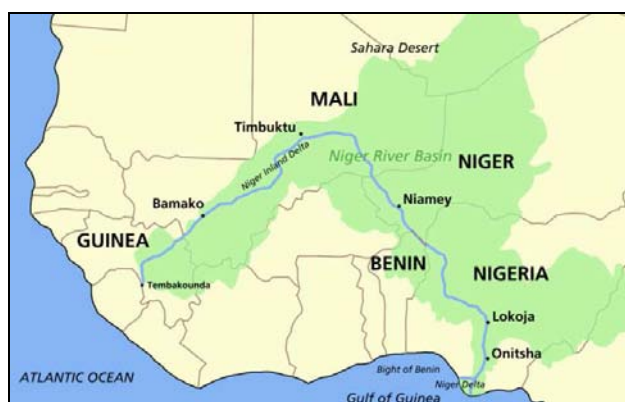 Sahara Desert
MALI
Timbuktu
Niger Inland Delta
Niger River Basin
NIGER
Bamako
Niamey
GUINEA
BENIN
NIGERIA
Tembakounda
Lokoja
Onitsha
Bight of Benin
ATLANTIC OCEAN
Niger Delta
Gulf of Guinea